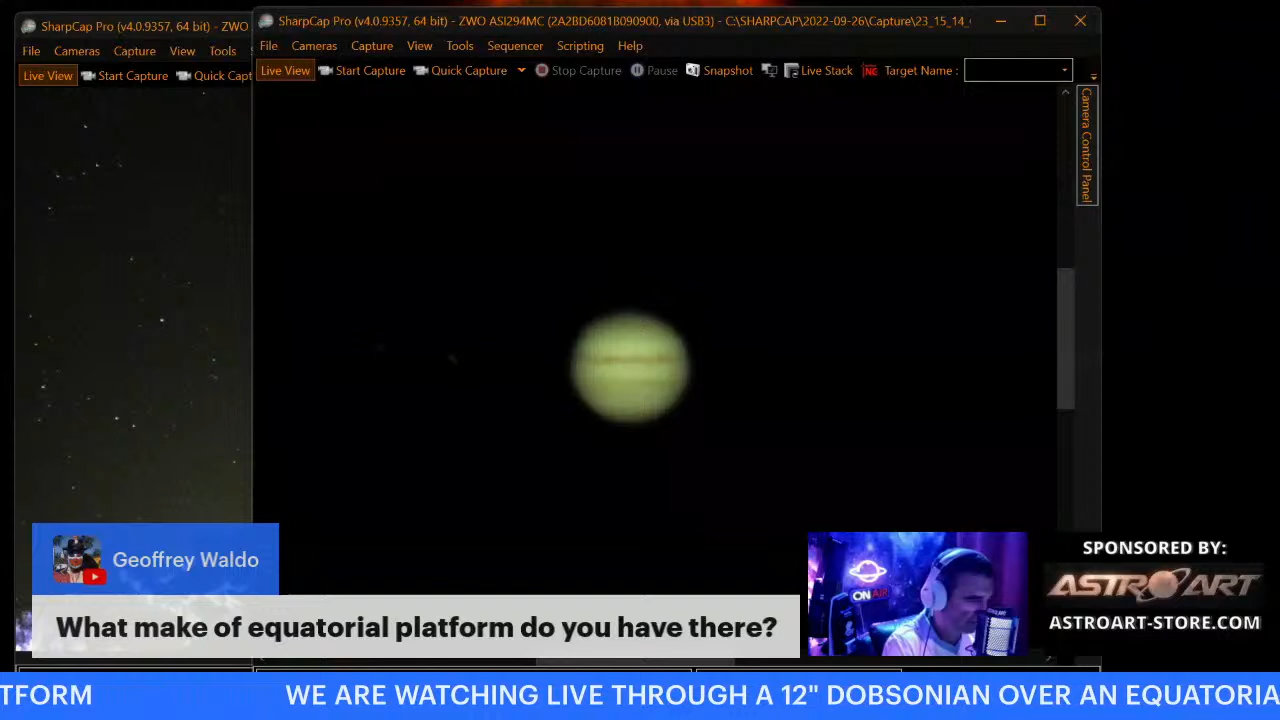 SharpCap Pro (v4.0.9357, 64 bit) - ZWO
File Cameras Capture View Tools
Live View Start Capture Quick Capt
SharpCap Pro (v4.0.9357, 64 bit) - ZWO ASI294MC (2A2BD6081B090900, via USB3) - C:\SHARPCAP\2022-09-26\Capture\23_15_14_
File Cameras Capture View Tools Sequencer Scripting Help
Live View Start Capture Quick Capture Stop Capture Pause Snapshot Live Stack Target Name :
Camera Control Panel
Geoffrey Waldo
What make of equatorial platform do you have there?
ON AIR
SPONSORED BY:
ASTROART
ASTROART-STORE.COM
TFORM WE ARE WATCHING LIVE THROUGH A 12" DOBSONIAN OVER AN EQUATORIA